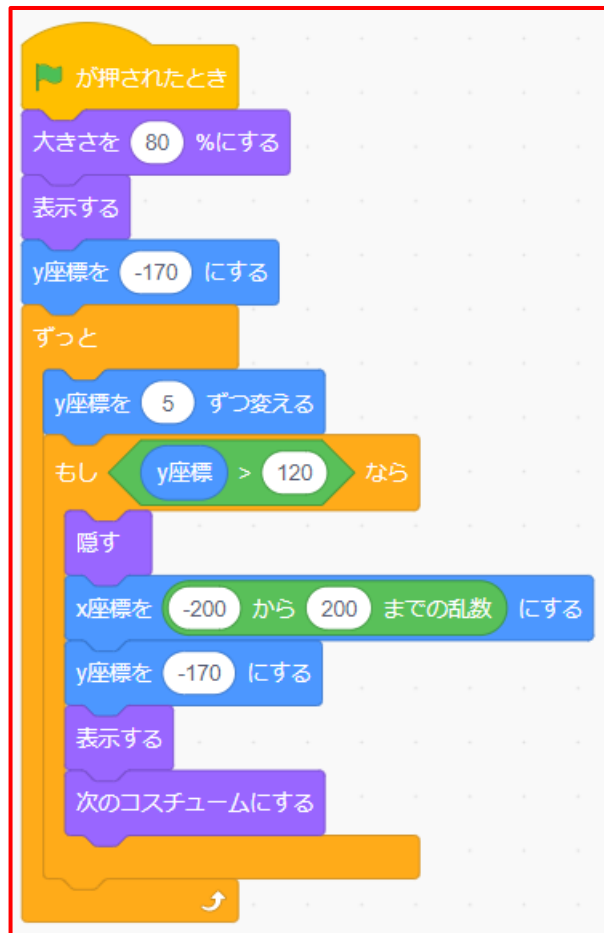 が押されたとき
大きさを 80 %にする
表示する
y座標を -170 にする
ずっと
y座標を 5 ずつ変える
もし y座標 > 120 なら
隠す
x座標を -200 から 200 までの乱数 にする
y座標を -170 にする
表示する
次のコスチュームにする